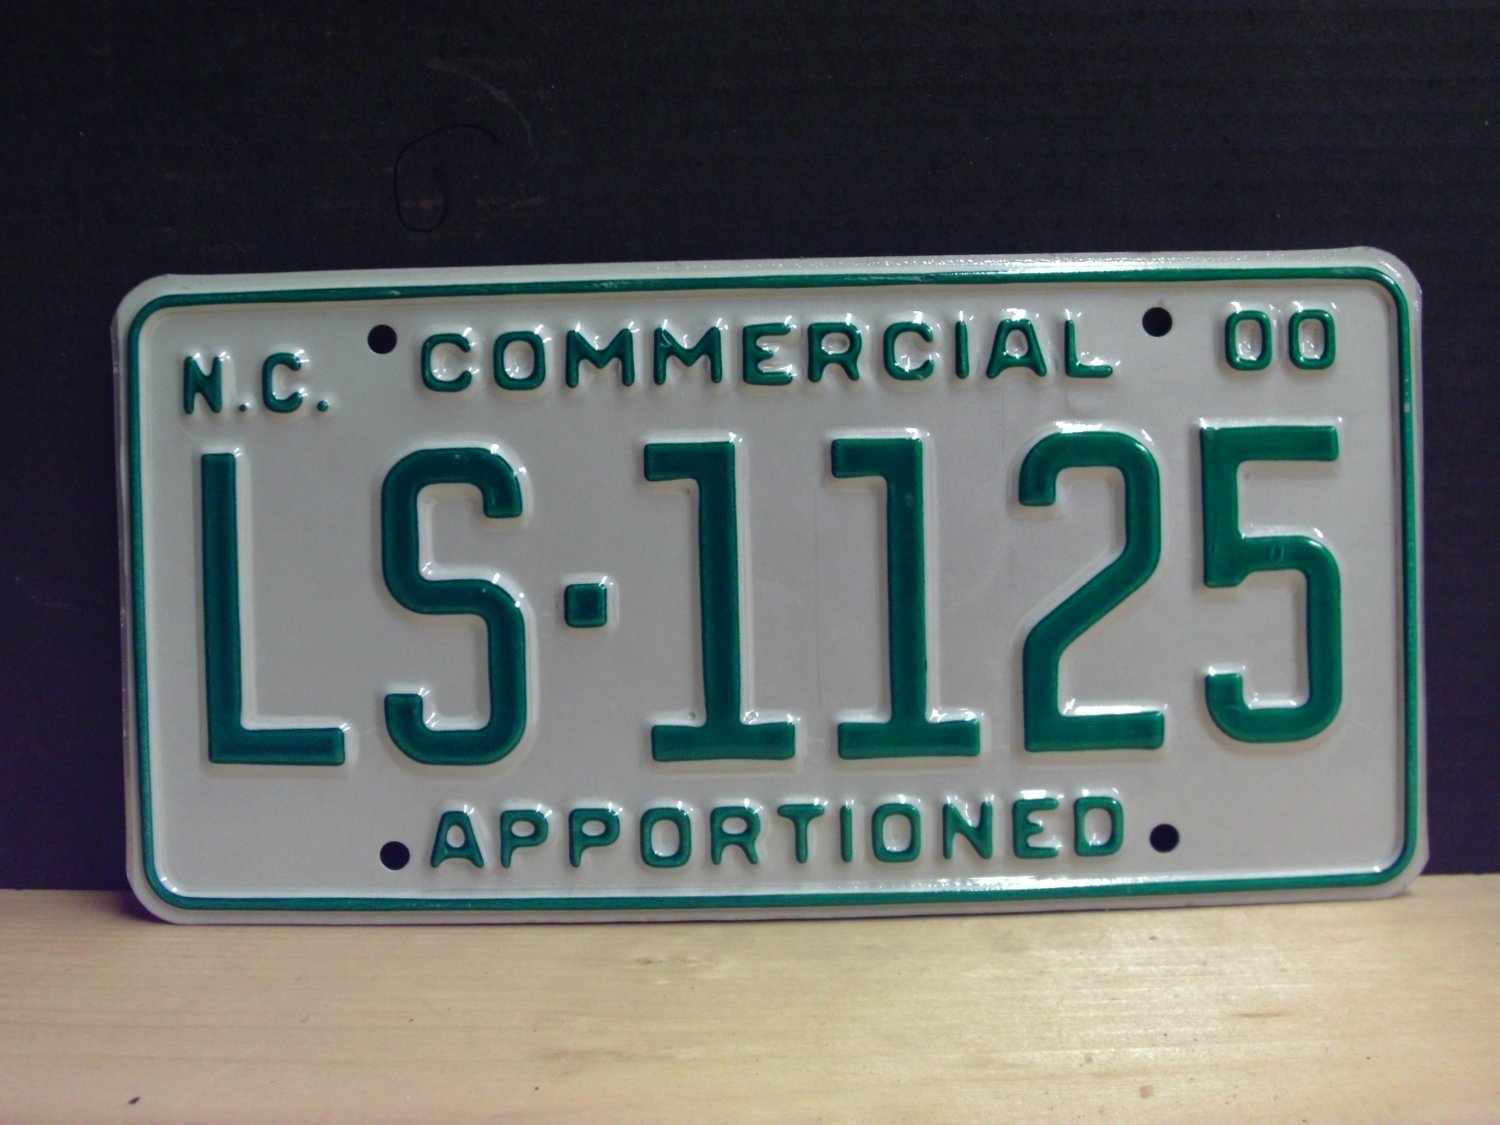 N.C. COMMERCIAL 00
LS·1125
APPORTIONED